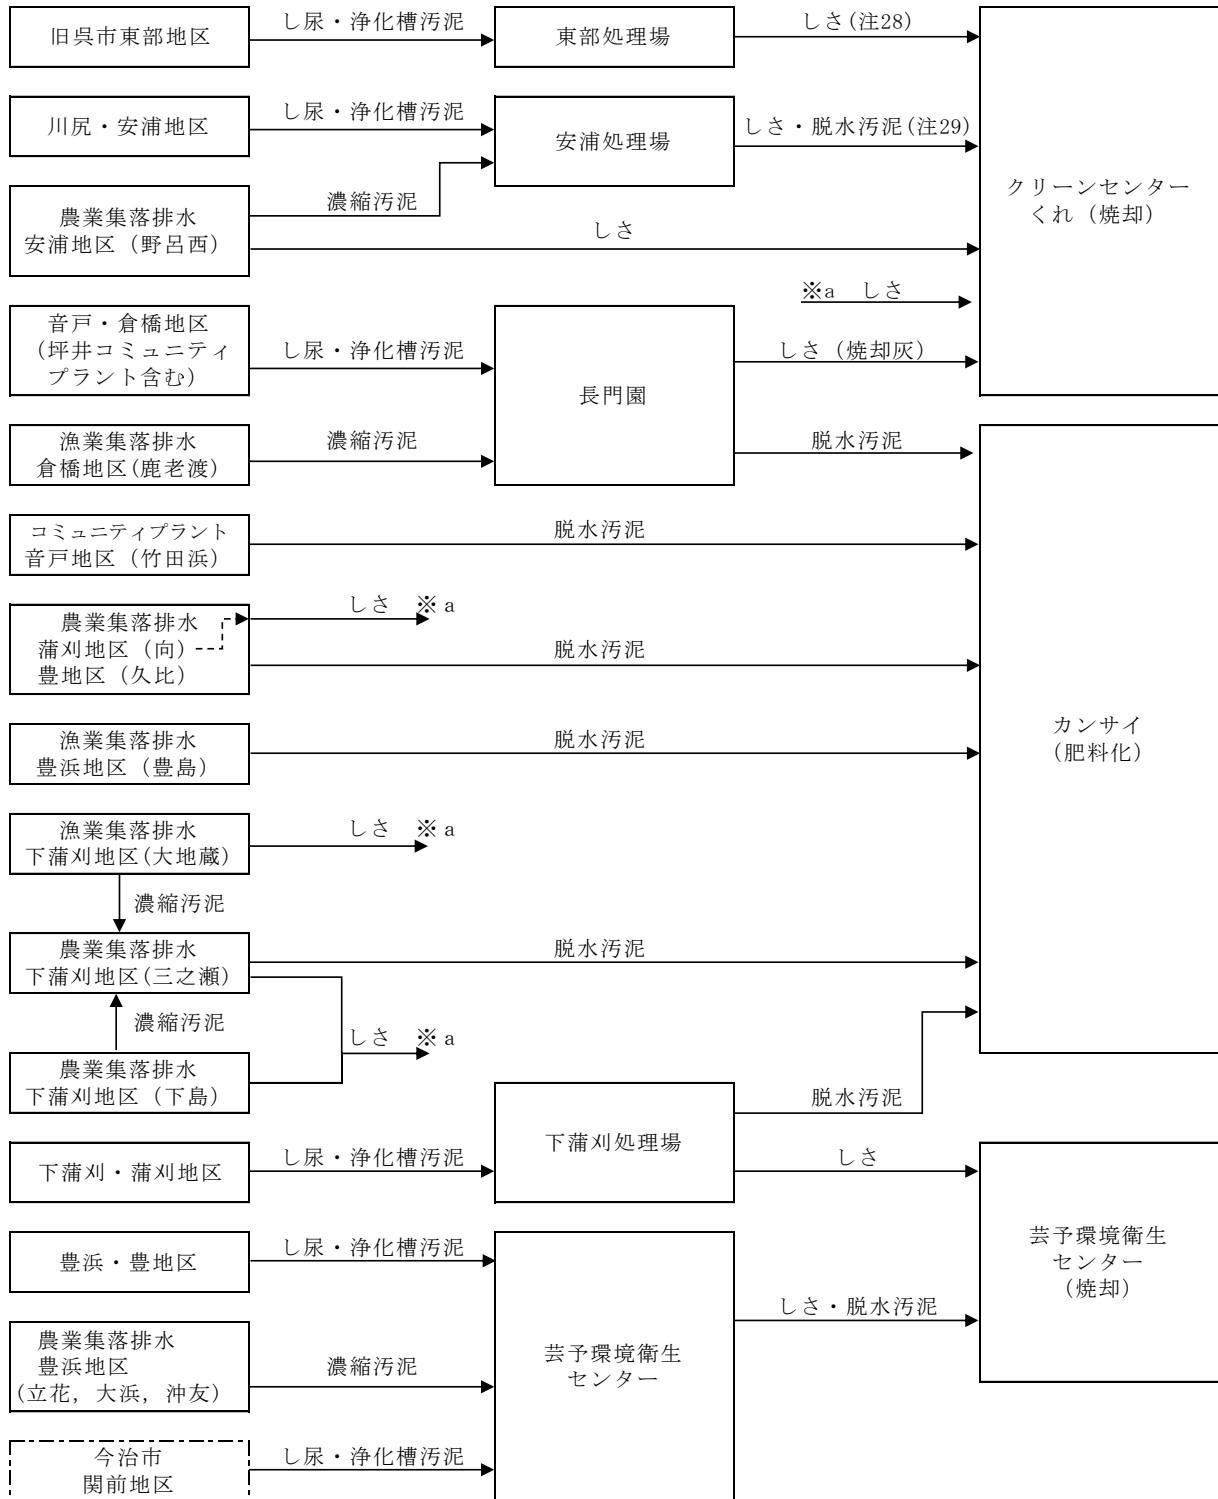 旧呉市東部地区
し尿・浄化槽汚泥
東部処理場
しさ(注28)
川尻・安浦地区
し尿・浄化槽汚泥
安浦処理場
しさ・脱水汚泥(注29)
クリーンセンター
くれ（焼却）
農業集落排水
安浦地区（野呂西）
濃縮汚泥
しさ
※a　しさ
音戸・倉橋地区
（坪井コミュニティ
プラント含む）
し尿・浄化槽汚泥
長門園
しさ（焼却灰）
漁業集落排水
倉橋地区(鹿老渡)
濃縮汚泥
脱水汚泥
コミュニティプラント
音戸地区（竹田浜）
脱水汚泥
農業集落排水
蒲刈地区（向）
豊地区（久比）
しさ　※a
脱水汚泥
漁業集落排水
豊浜地区（豊島）
脱水汚泥
カンサイ
（肥料化）
漁業集落排水
下蒲刈地区(大地蔵)
しさ　※a
濃縮汚泥
農業集落排水
下蒲刈地区(三之瀬)
脱水汚泥
濃縮汚泥
しさ　※a
農業集落排水
下蒲刈地区（下島）
脱水汚泥
下蒲刈・蒲刈地区
し尿・浄化槽汚泥
下蒲刈処理場
しさ
豊浜・豊地区
し尿・浄化槽汚泥
芸予環境衛生
センター
（焼却）
しさ・脱水汚泥
農業集落排水
豊浜地区
(立花，大浜，沖友)
濃縮汚泥
芸予環境衛生
センター
今治市
関前地区
し尿・浄化槽汚泥